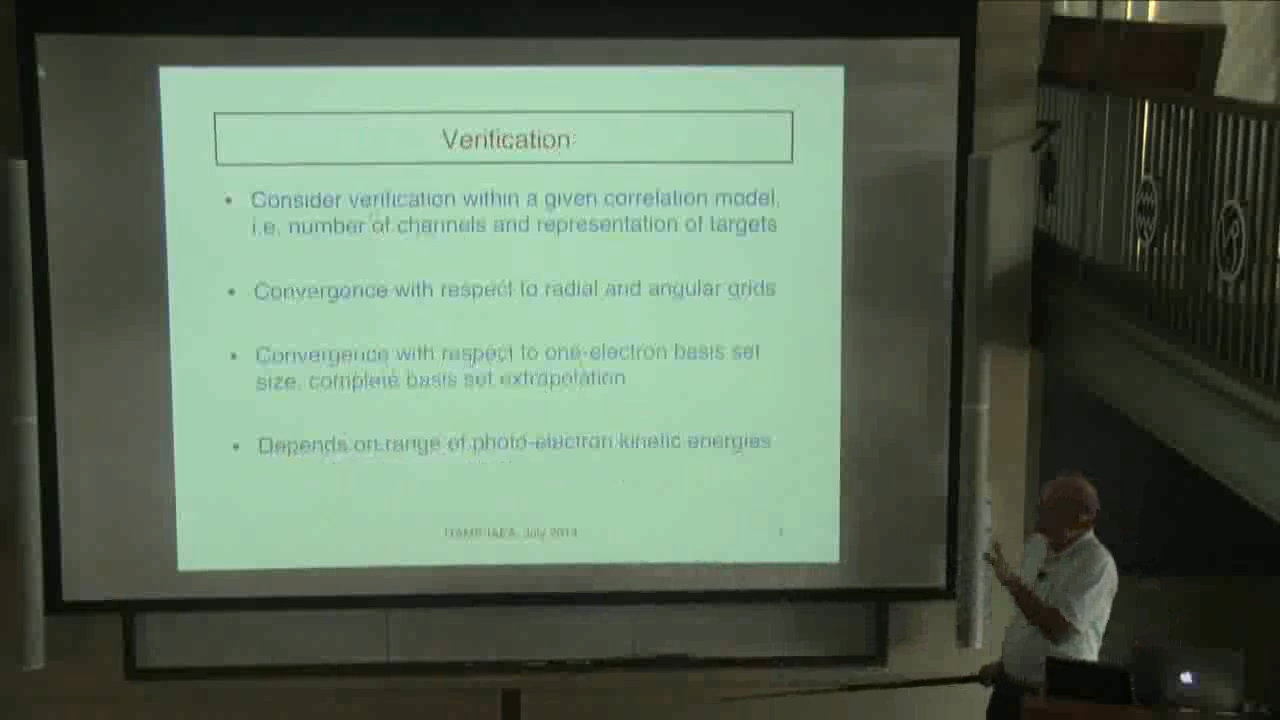 Verification:
• Consider verification within a given correlation model,
i.e. number of channels and representation of targets
• Convergence with respect to radial and angular grids
• Convergence with respect to one-electron basis set
size, complete basis set extrapolation
• Depends on range of photo-electron kinetic energies
ITAMP-IAEA, July 2014